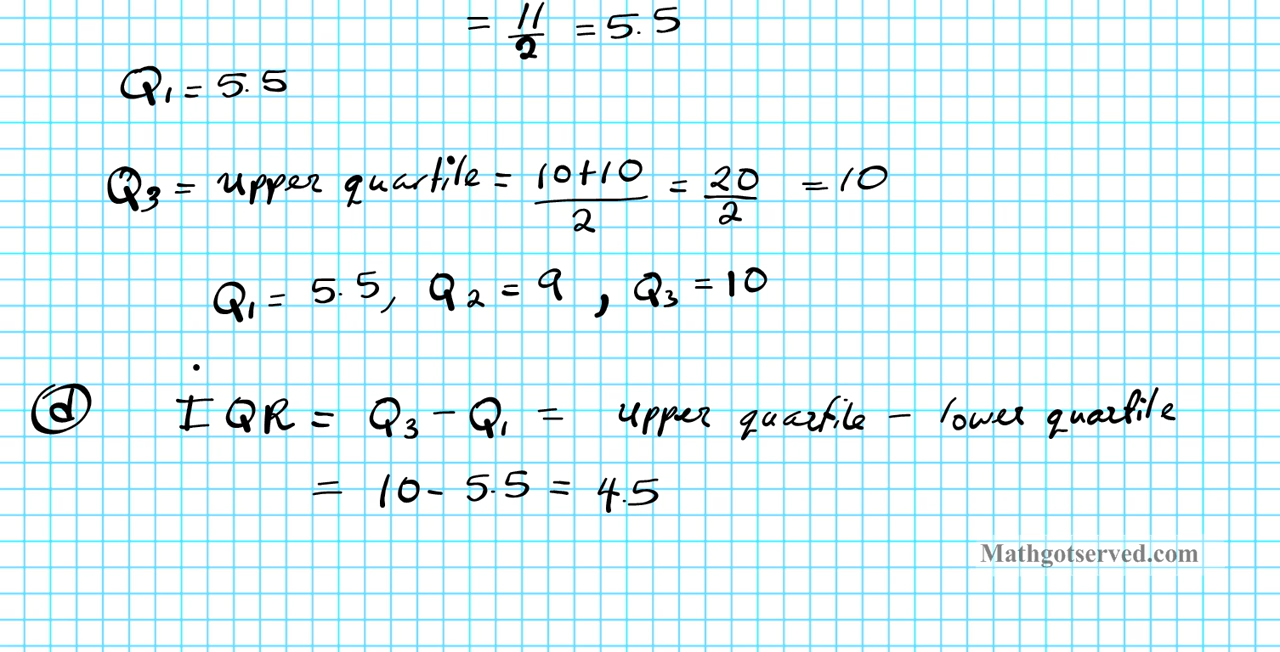 = 11/2 = 5.5
Q₁ = 5.5
Q₃ = upper quartile = (10+10)/2 = 20/2 = 10
Q₁ = 5.5, Q₂ = 9, Q₃ = 10
(d) IQR = Q₃ - Q₁ = upper quartile - lower quartile
= 10 - 5.5 = 4.5
Mathgotserved.com